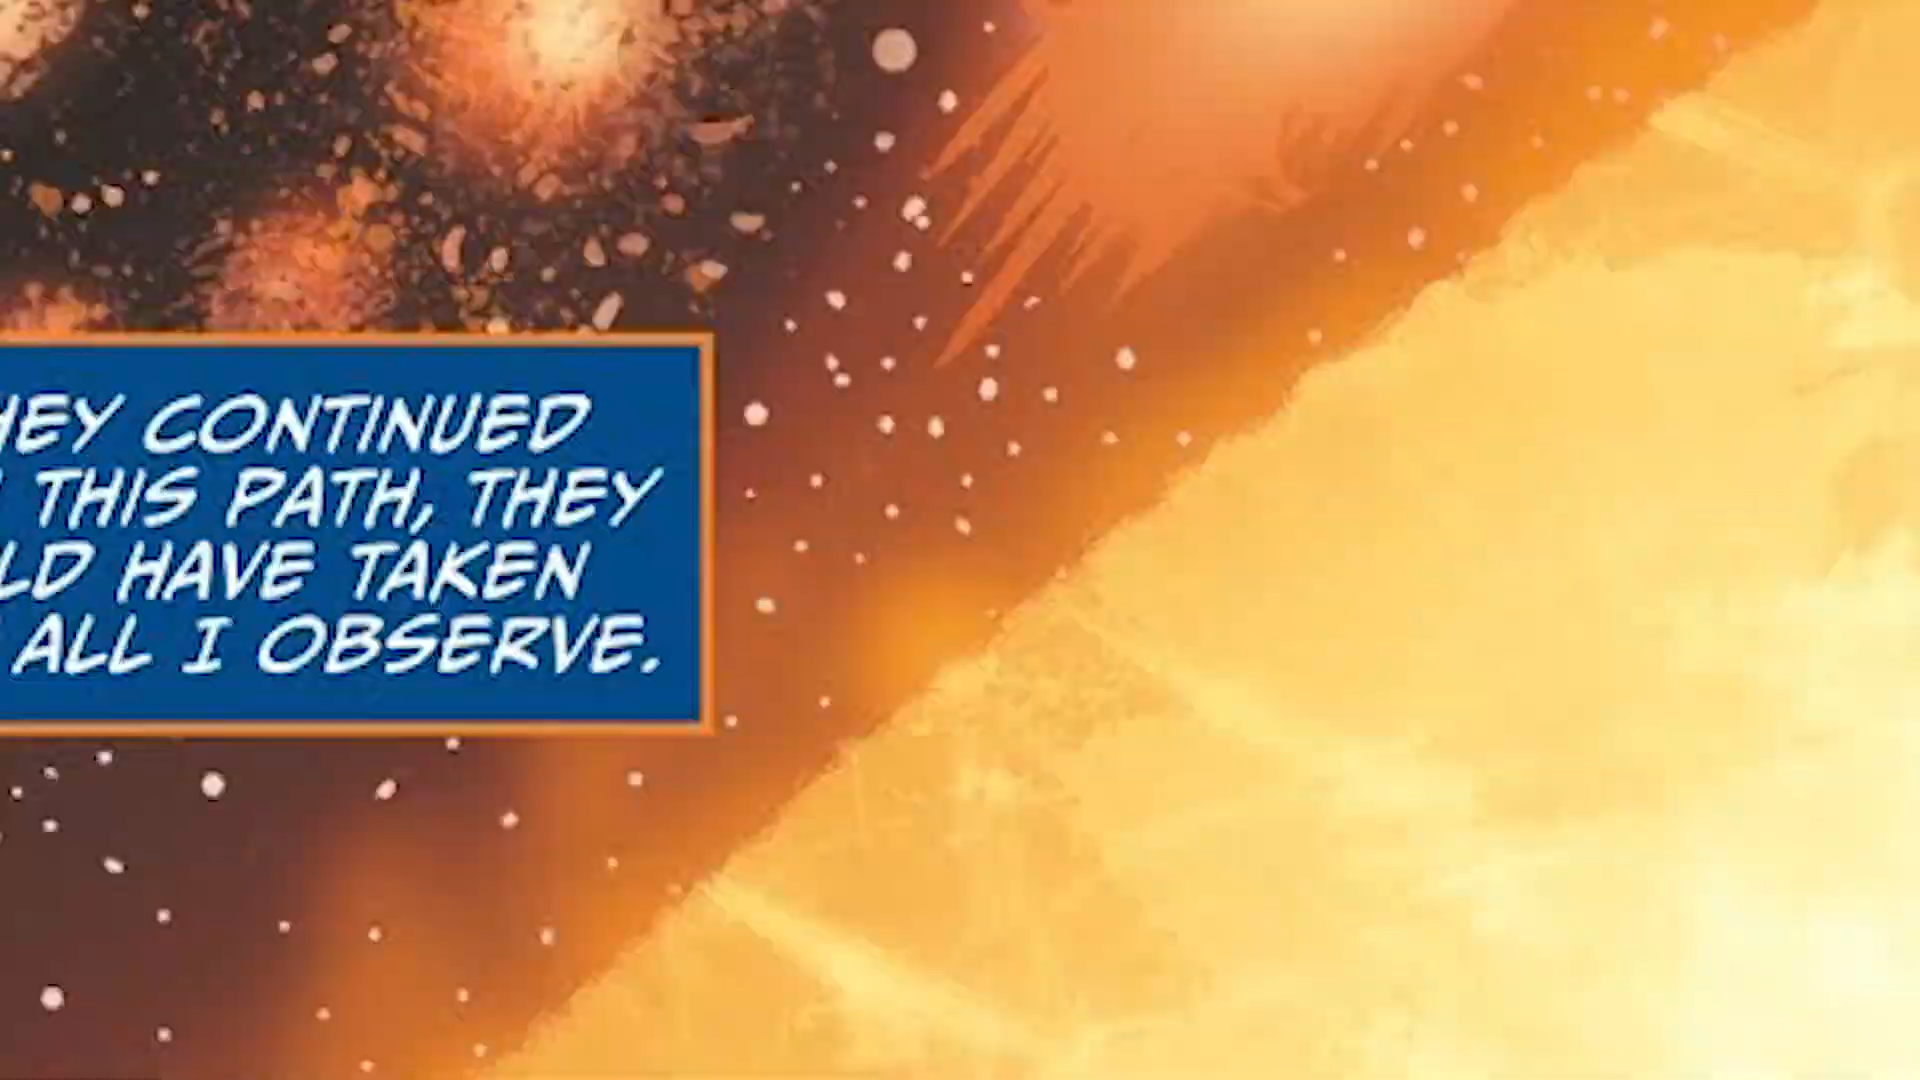 HEY CONTINUED
THIS PATH, THEY
LD HAVE TAKEN
ALL I OBSERVE.